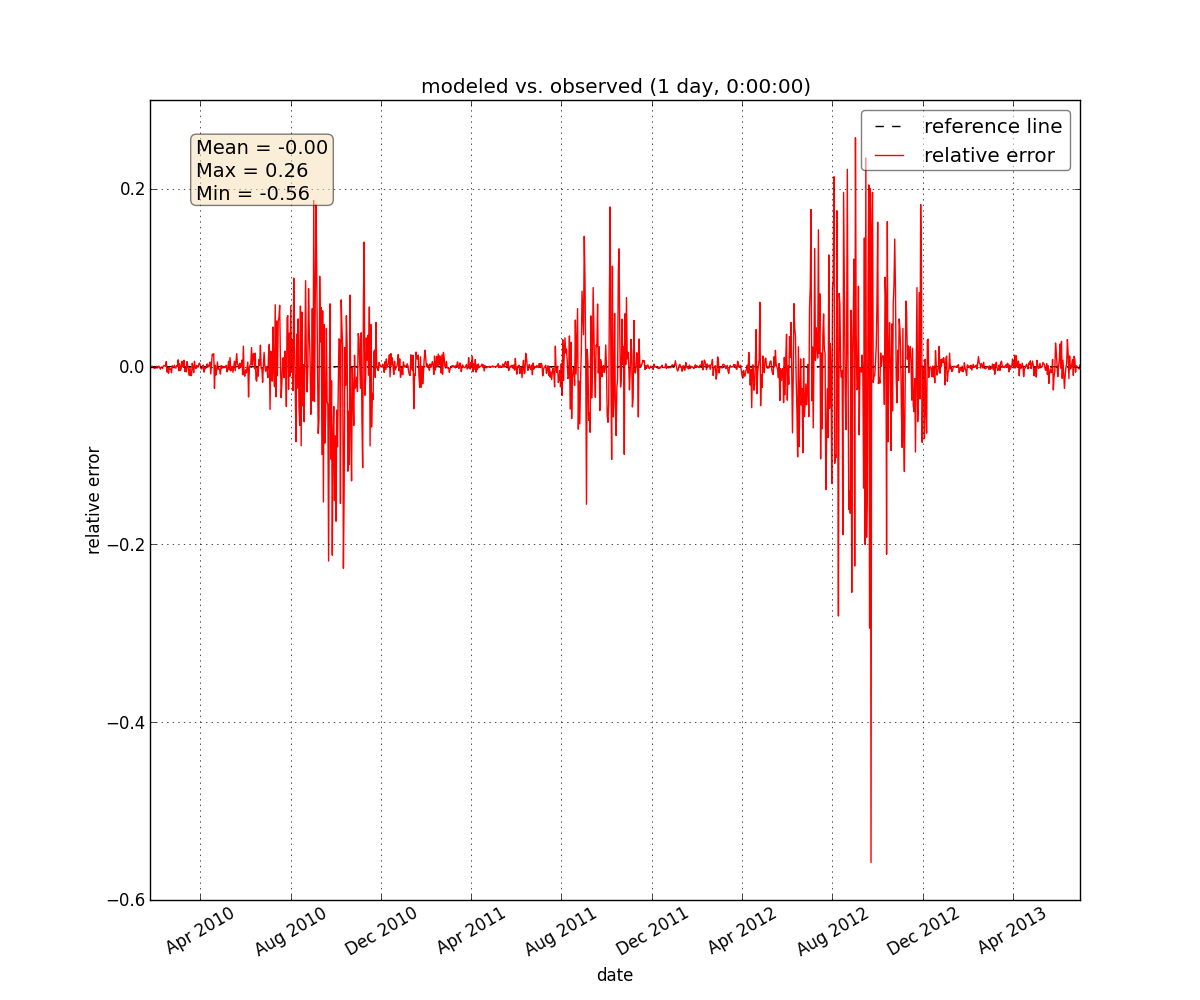 modeled vs. observed (1 day, 0:00:00)
Mean = -0.00
Max = 0.26
Min = -0.56
reference line
relative error
0.2
0.0
−0.2
−0.4
−0.6
relative error
Apr 2010
Aug 2010
Dec 2010
Apr 2011
Aug 2011
Dec 2011
Apr 2012
Aug 2012
Dec 2012
Apr 2013
date